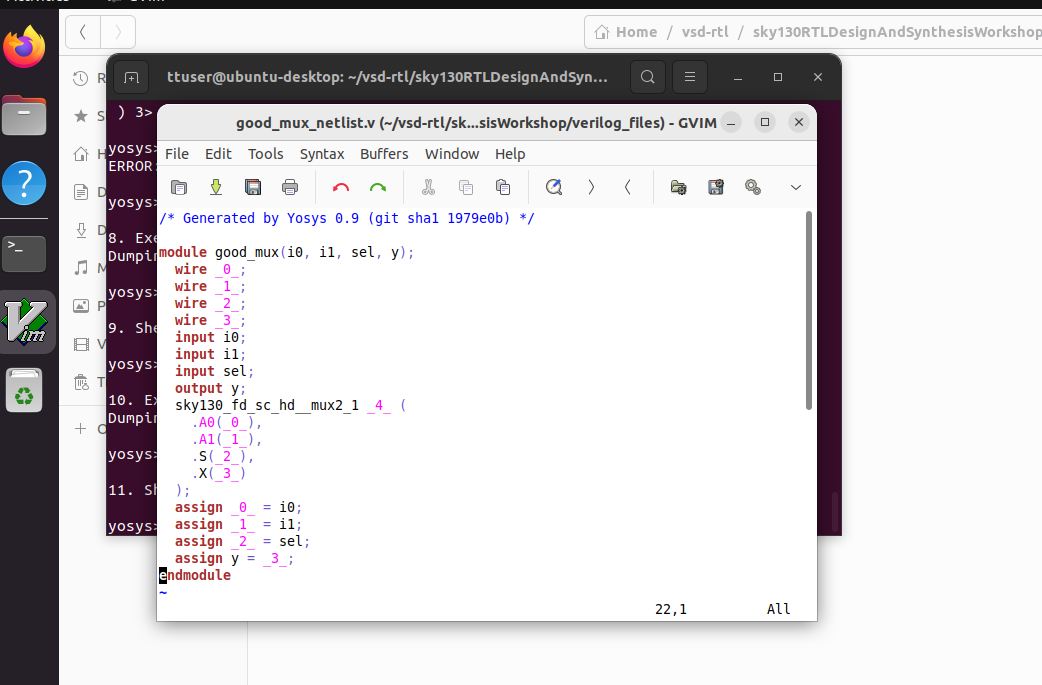 Home / vsd-rtl / sky130RTLDesignAndSynthesisWorkshop
ttuser@ubuntu-desktop: ~/vsd-rtl/sky130RTLDesignAndSyn...
) 3>
yosys>
ERROR:
yosys>
8. Exe
Dumpin
yosys>
9. She
yosys>
10. Ex
Dumpin
yosys>
11. Sh
yosys>
good_mux_netlist.v (~/vsd-rtl/sk...sisWorkshop/verilog_files) - GVIM
File Edit Tools Syntax Buffers Window Help
/* Generated by Yosys 0.9 (git sha1 1979e0b) */
module good_mux(i0, i1, sel, y);
wire _0_;
wire _1_;
wire _2_;
wire _3_;
input i0;
input i1;
input sel;
output y;
sky130_fd_sc_hd__mux2_1 _4_ (
.A0(_0_),
.A1(_1_),
.S(_2_),
.X(_3_)
);
assign _0_ = i0;
assign _1_ = i1;
assign _2_ = sel;
assign y = _3_;
endmodule
~
22,1 All